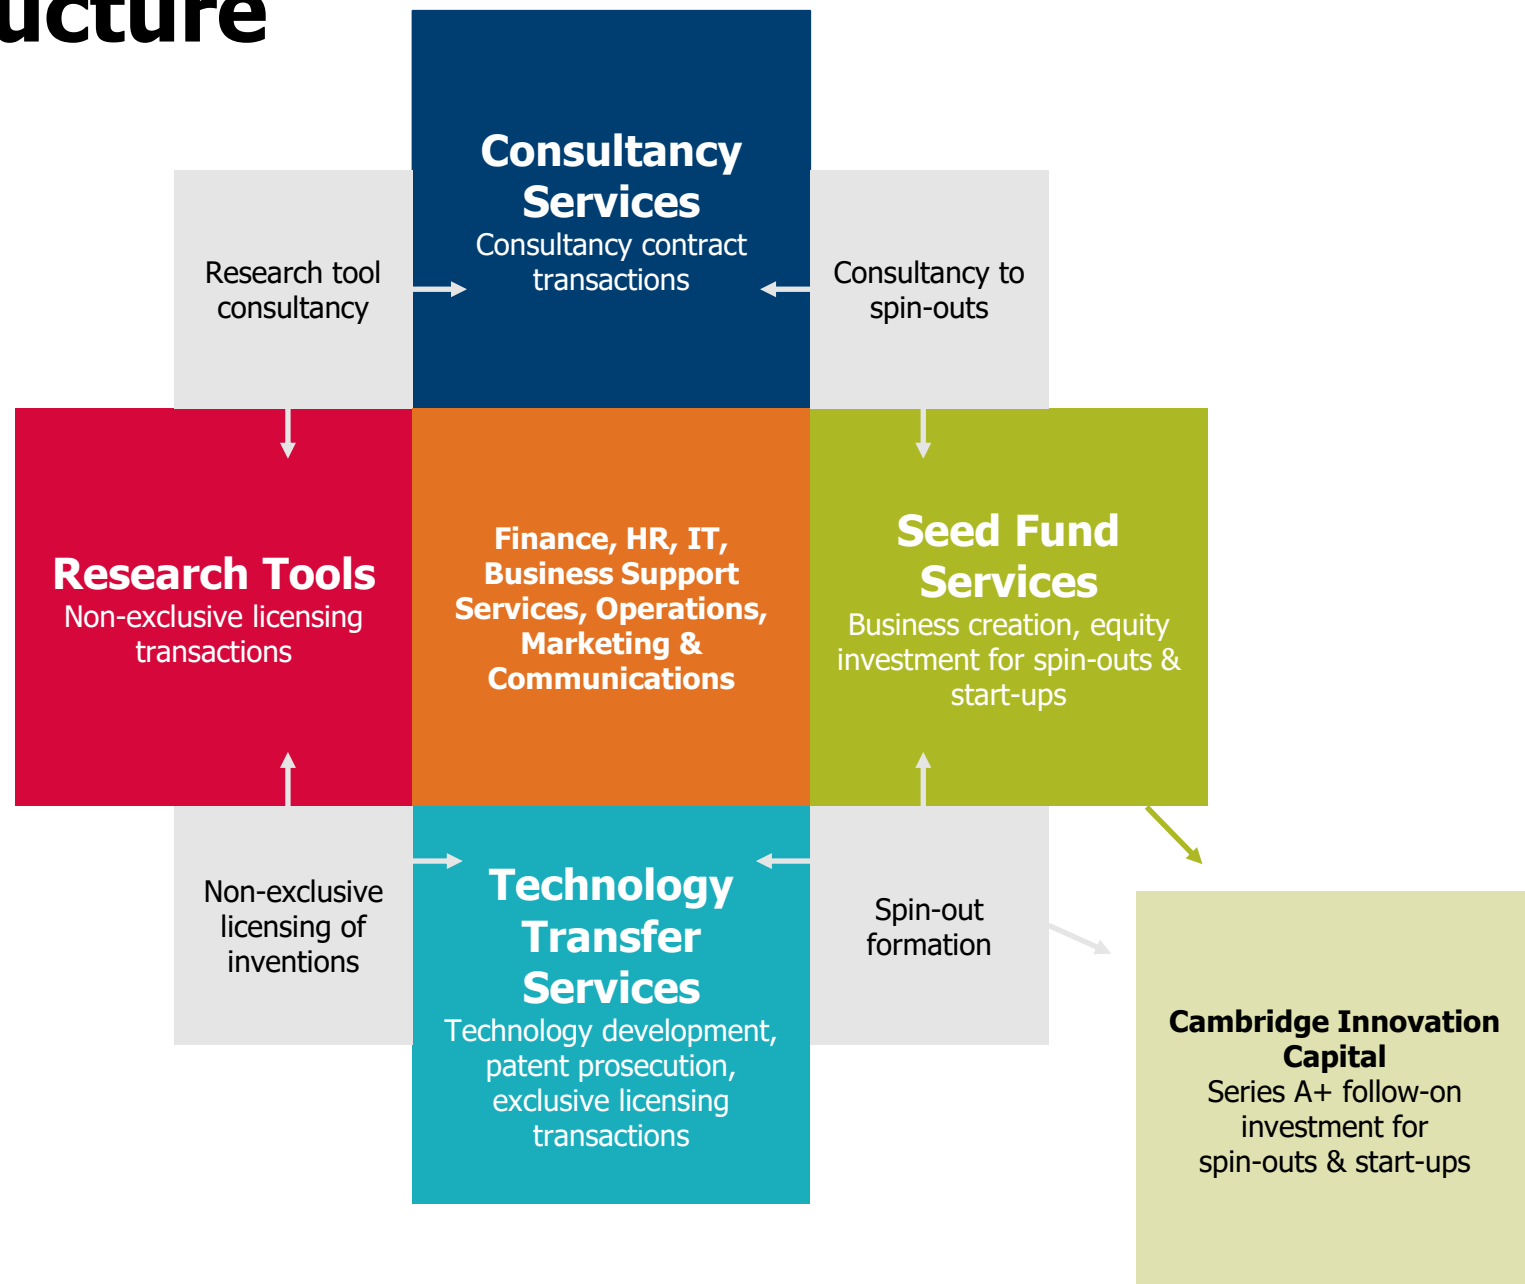 ucture
Consultancy
Services
Consultancy contract
transactions
Research tool
consultancy
Consultancy to
spin-outs
Research Tools
Non-exclusive licensing
transactions
Finance, HR, IT,
Business Support
Services, Operations,
Marketing &
Communications
Seed Fund
Services
Business creation, equity
investment for spin-outs &
start-ups
Non-exclusive
licensing of
inventions
Technology
Transfer
Services
Technology development,
patent prosecution,
exclusive licensing
transactions
Spin-out
formation
Cambridge Innovation
Capital
Series A+ follow-on
investment for
spin-outs & start-ups